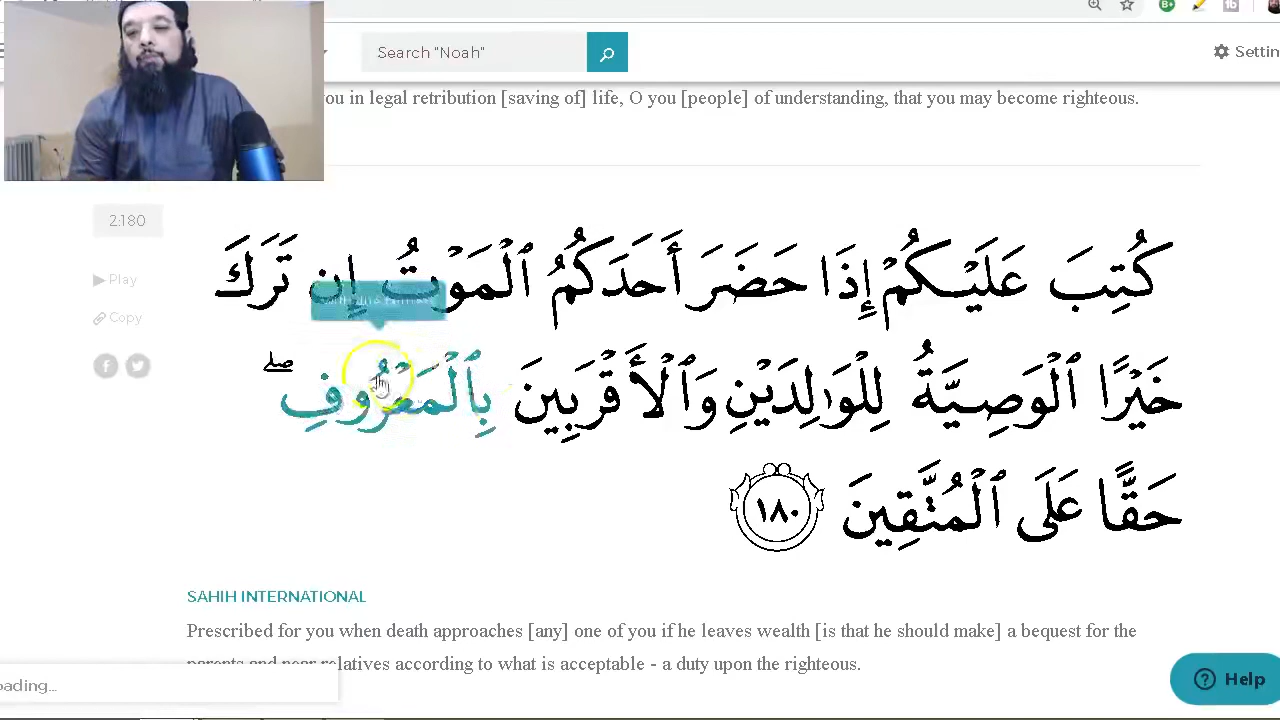 Search "Noah"
Settin
you in legal retribution [saving of] life, O you [people] of understanding, that you may become righteous.
2:180
Play
Copy
كُتِبَ عَلَيْكُمْ إِذَا حَضَرَ أَحَدَكُمُ ٱلْمَوْتُ إِن تَرَكَ
خَيْرًا ٱلْوَصِيَّةُ لِلْوَٰلِدَيْنِ وَٱلْأَقْرَبِينَ بِٱلْمَعْرُوفِ ۖ
حَقًّا عَلَى ٱلْمُتَّقِينَ ١٨٠
SAHIH INTERNATIONAL
Prescribed for you when death approaches [any] one of you if he leaves wealth [is that he should make] a bequest for the
parents and near relatives according to what is acceptable - a duty upon the righteous.
oading...
Help